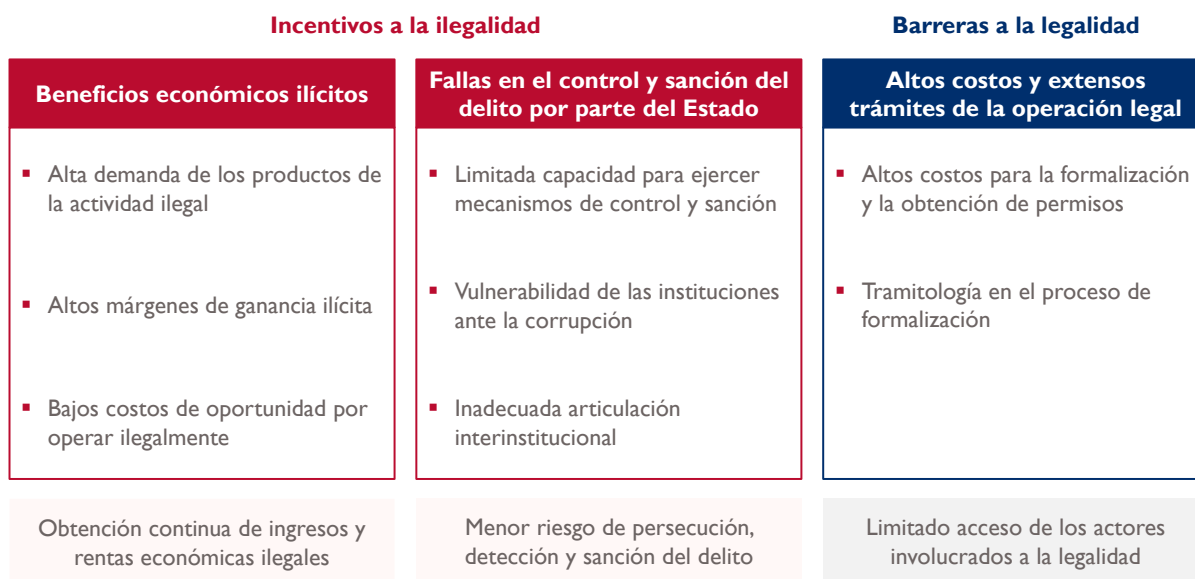 Incentivos a la ilegalidad
Barreras a la legalidad
Beneficios económicos ilícitos
Alta demanda de los productos de
la actividad ilegal
Altos márgenes de ganancia ilícita
Bajos costos de oportunidad por
operar ilegalmente
Obtención continua de ingresos y
rentas económicas ilegales
Fallas en el control y sanción del
delito por parte del Estado
Limitada capacidad para ejercer
mecanismos de control y sanción
Vulnerabilidad de las instituciones
ante la corrupción
Inadecuada articulación
interinstitucional
Menor riesgo de persecución,
detección y sanción del delito
Altos costos y extensos
trámites de la operación legal
Altos costos para la formalización
y la obtención de permisos
Tramitología en el proceso de
formalización
Limitado acceso de los actores
involucrados a la legalidad